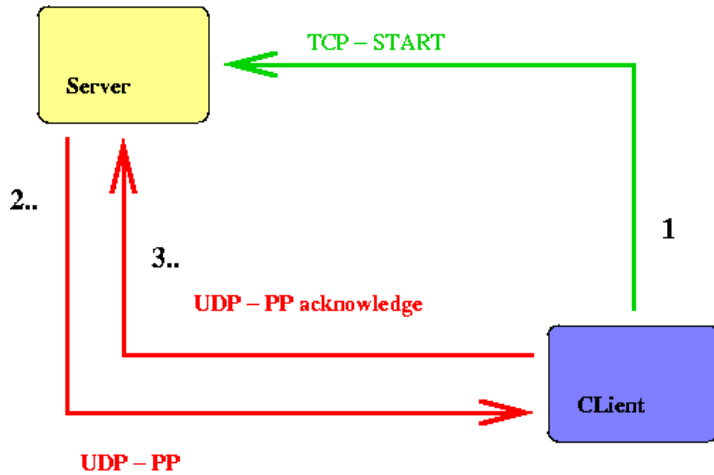 TCP – START
Server
2..
1
3..
UDP – PP acknowledge
CLient
UDP – PP